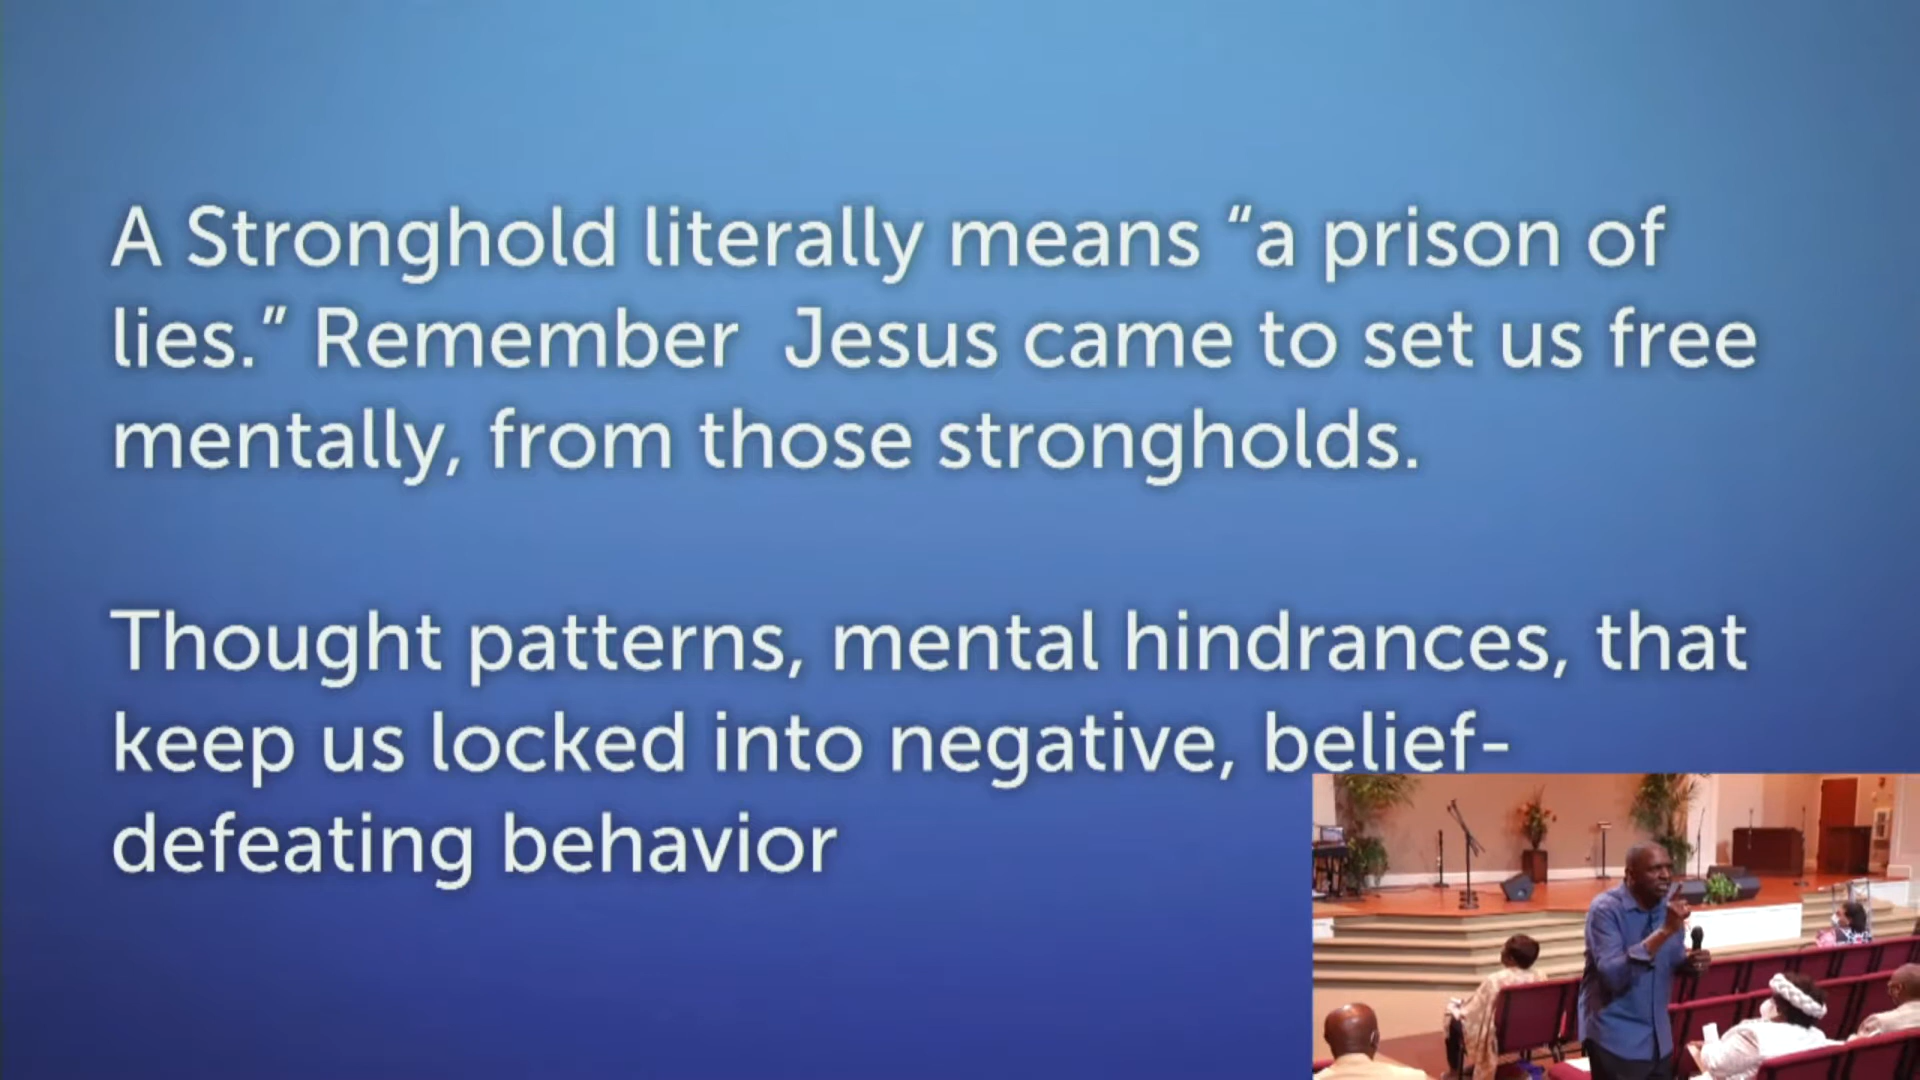 A Stronghold literally means “a prison of
lies.” Remember  Jesus came to set us free
mentally, from those strongholds.
Thought patterns, mental hindrances, that
keep us locked into negative, belief-
defeating behavior